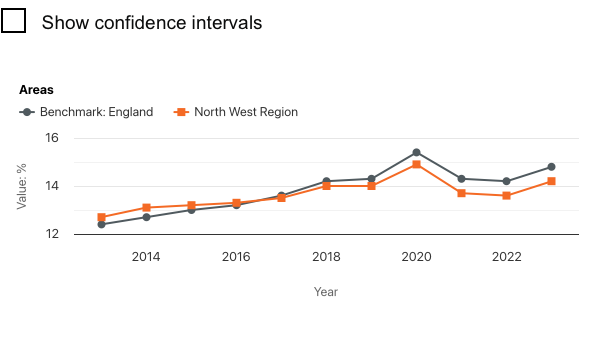 Show confidence intervals
Areas
Benchmark: England North West Region
16
14
12
Value: %
2014 2016 2018 2020 2022
Year